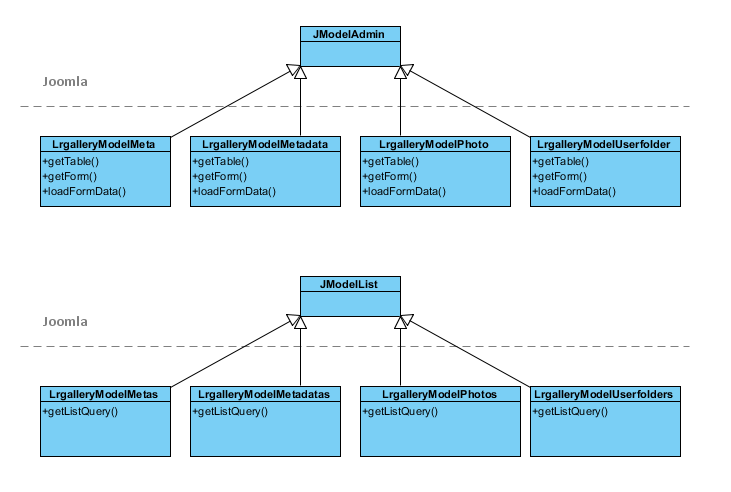 JModelAdmin
Joomla
LrgalleryModelMeta
+getTable()
+getForm()
+loadFormData()
LrgalleryModelMetadata
+getTable()
+getForm()
+loadFormData()
LrgalleryModelPhoto
+getTable()
+getForm()
+loadFormData()
LrgalleryModelUserfolder
+getTable()
+getForm()
+loadFormData()
JModelList
Joomla
LrgalleryModelMetas
+getListQuery()
LrgalleryModelMetadatas
+getListQuery()
LrgalleryModelPhotos
+getListQuery()
LrgalleryModelUserfolders
+getListQuery()